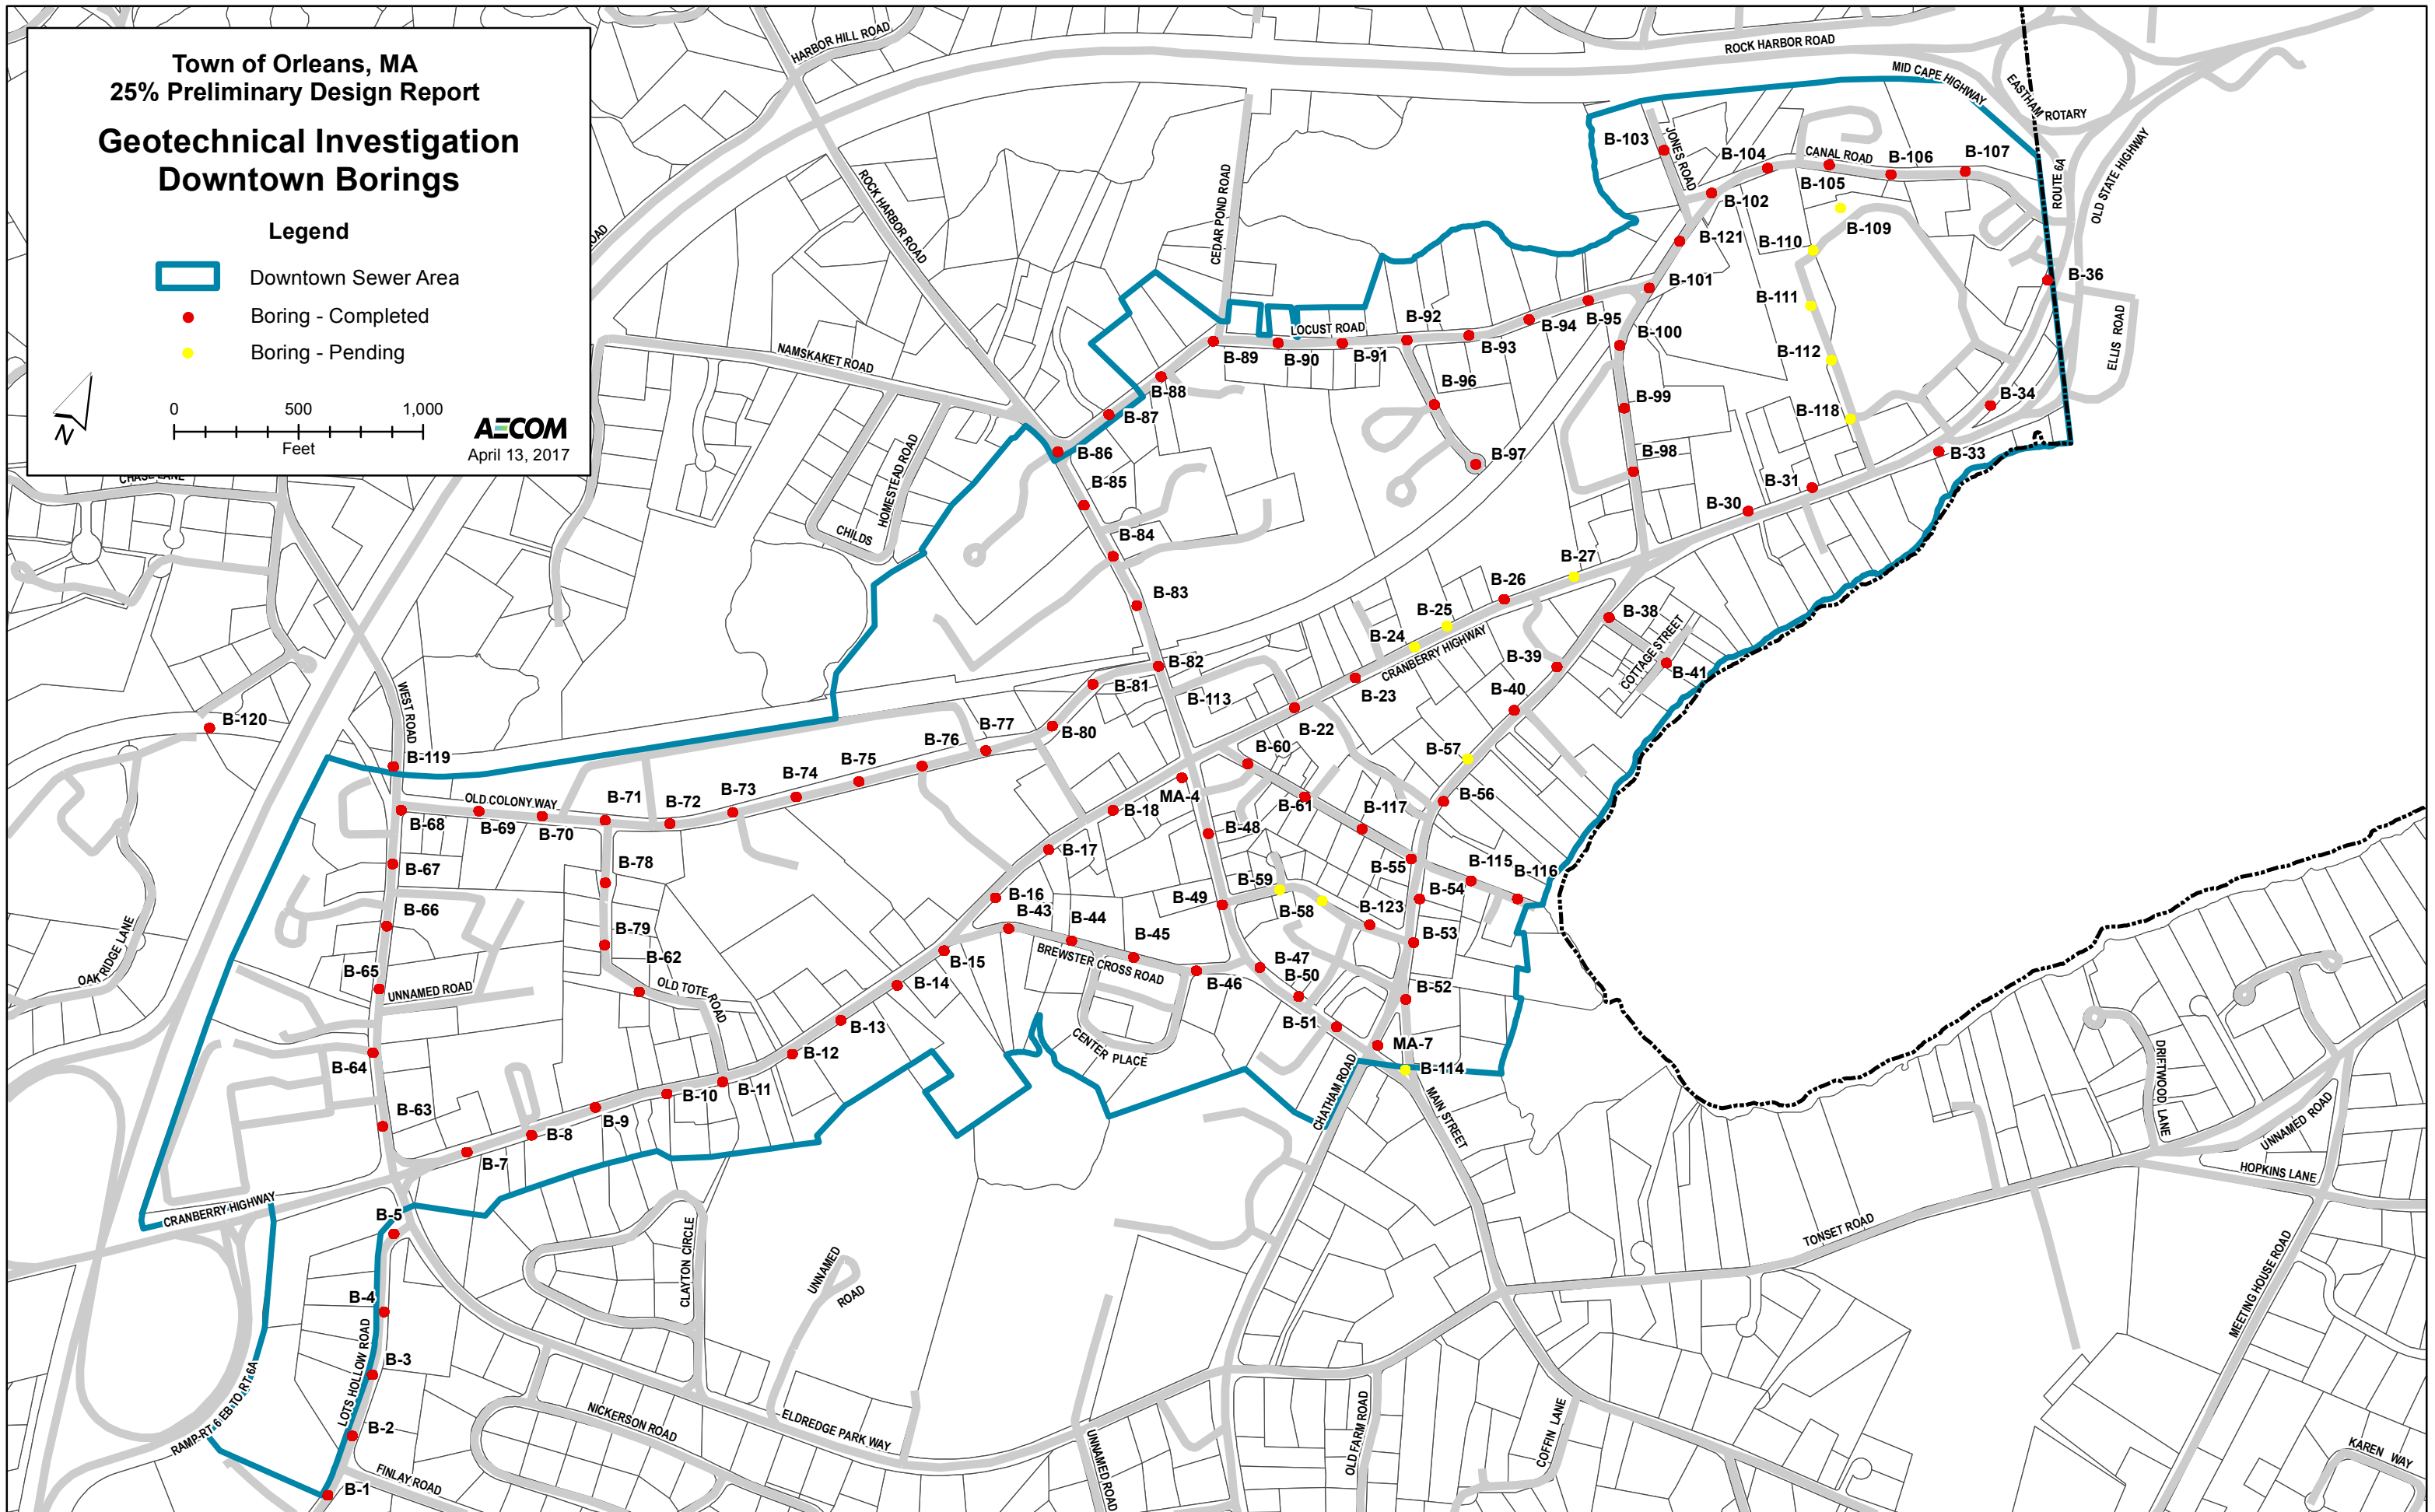 Town of Orleans, MA
25% Preliminary Design Report
Geotechnical Investigation
Downtown Borings
Legend
Downtown Sewer Area
Boring - Completed
Boring - Pending
N
0 500 1,000
Feet
AECOM
April 13, 2017
HARBOR HILL ROAD
ROCK HARBOR ROAD
MID CAPE HIGHWAY
EASTHAM ROTARY
ROUTE 6A
OLD STATE HIGHWAY
ELLIS ROAD
JONES ROAD
CANAL ROAD
B-103
B-104
B-105
B-106
B-107
B-102
B-109
B-110
B-121
B-111
B-101
B-36
B-112
B-100
B-118
B-34
B-99
B-33
B-98
B-31
B-30
ROAD
ROCK HARBOR ROAD
CEDAR POND ROAD
LOCUST ROAD
NAMSKAKET ROAD
HOMESTEAD ROAD
CHILDS
B-92
B-94
B-95
B-93
B-91
B-90
B-89
B-88
B-87
B-86
B-96
B-97
B-85
B-84
B-83
B-82
B-81
B-113
B-80
B-77
B-76
B-75
B-74
B-73
B-72
B-71
B-70
B-69
B-68
OLD COLONY WAY
CHASE LANE
WEST ROAD
B-120
B-119
B-67
B-66
B-65
UNNAMED ROAD
B-64
B-63
OAK RIDGE LANE
B-78
B-79
B-62
OLD TOTE ROAD
B-27
B-26
B-25
B-24
CRANBERRY HIGHWAY
B-23
B-22
B-38
COTTAGE STREET
B-41
B-39
B-40
B-57
B-56
B-60
B-61
B-117
MA-4
B-18
B-48
B-17
B-55
B-115
B-116
B-54
B-59
B-58
B-123
B-49
B-53
B-16
B-43
B-44
B-45
BREWSTER CROSS ROAD
B-46
B-47
B-50
B-52
B-51
MA-7
B-114
B-15
B-14
B-13
B-12
B-11
B-10
B-9
B-8
B-7
CENTER PLACE
CHATHAM ROAD
MAIN STREET
CRANBERRY HIGHWAY
B-5
B-4
B-3
B-2
B-1
LOTS HOLLOW ROAD
RAMP-RT 6 EB TO RT 6A
FINLAY ROAD
CLAYTON CIRCLE
UNNAMED
ROAD
NICKERSON ROAD
ELDREDGE PARK WAY
UNNAMED ROAD
OLD FARM ROAD
COFFIN LANE
TONSET ROAD
DRIFTWOOD LANE
UNNAMED ROAD
HOPKINS LANE
MEETING HOUSE ROAD
KAREN WAY